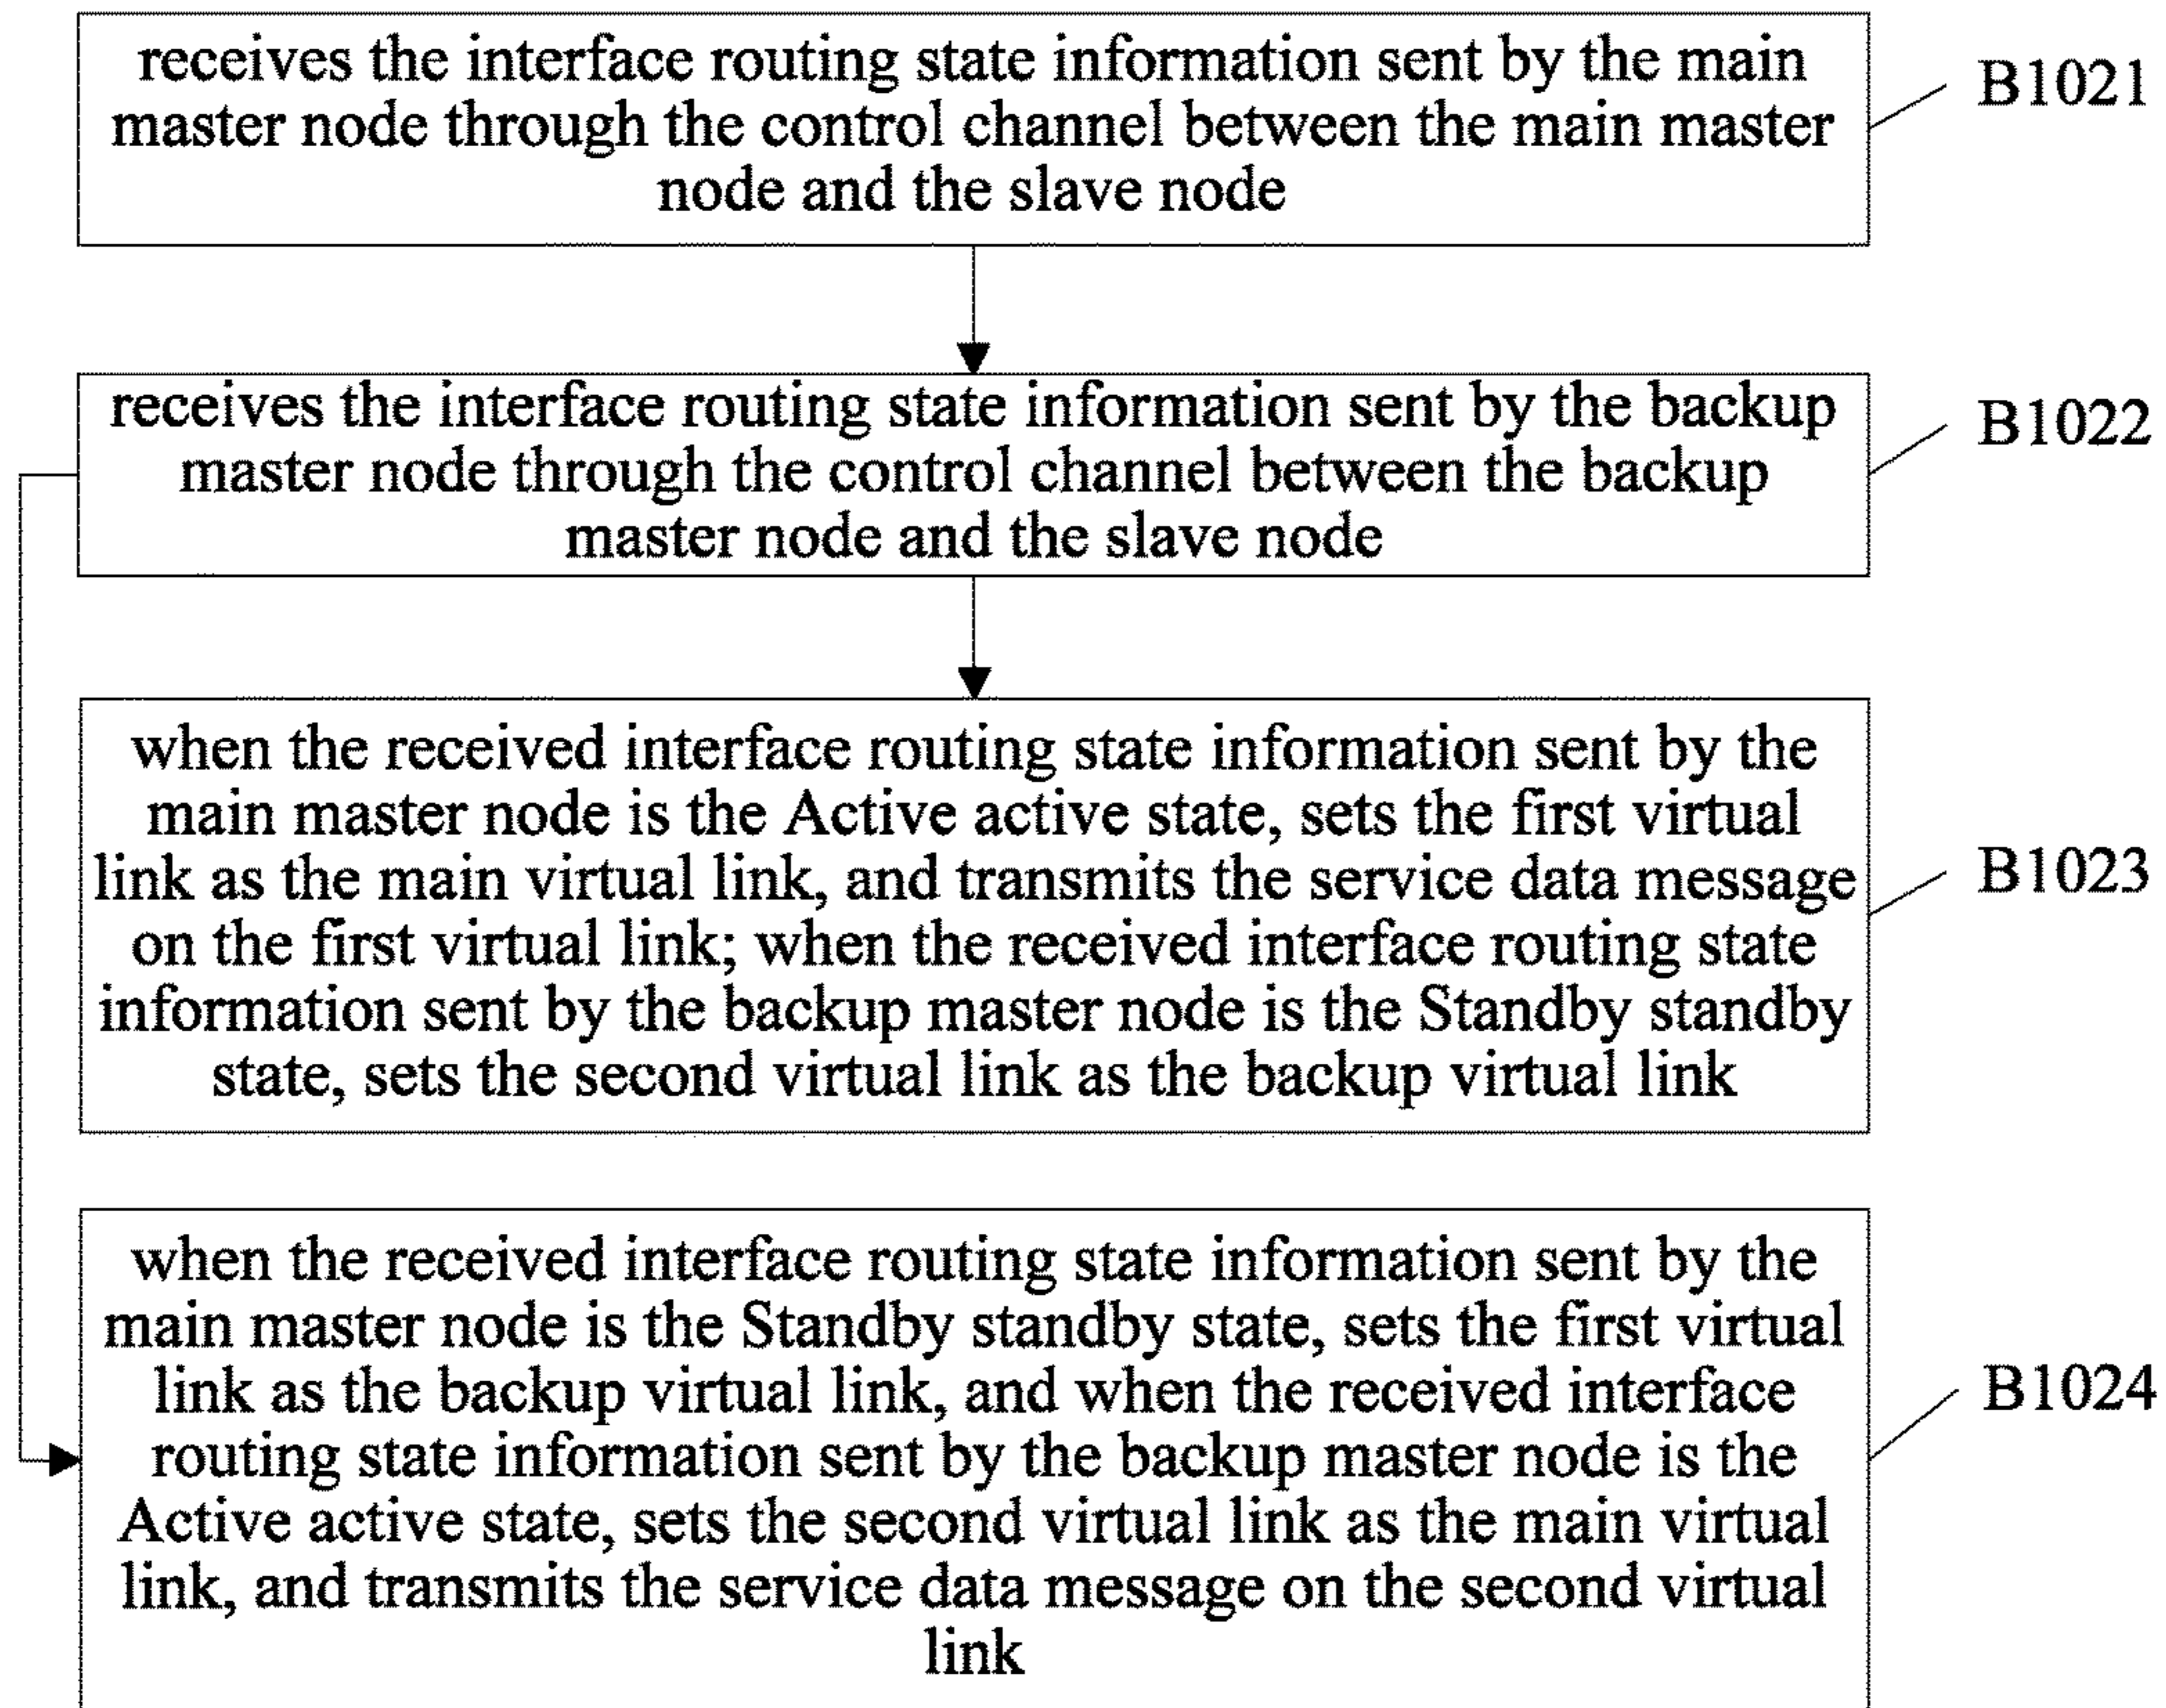 receives the interface routing state information sent by the main
master node through the control channel between the main master
node and the slave node
B1021
receives the interface routing state information sent by the backup
master node through the control channel between the backup
master node and the slave node
B1022
when the received interface routing state information sent by the
main master node is the Active active state, sets the first virtual
link as the main virtual link, and transmits the service data message
on the first virtual link; when the received interface routing state
information sent by the backup master node is the Standby standby
state, sets the second virtual link as the backup virtual link
B1023
when the received interface routing state information sent by the
main master node is the Standby standby state, sets the first virtual
link as the backup virtual link, and when the received interface
routing state information sent by the backup master node is the
Active active state, sets the second virtual link as the main virtual
link, and transmits the service data message on the second virtual
link
B1024